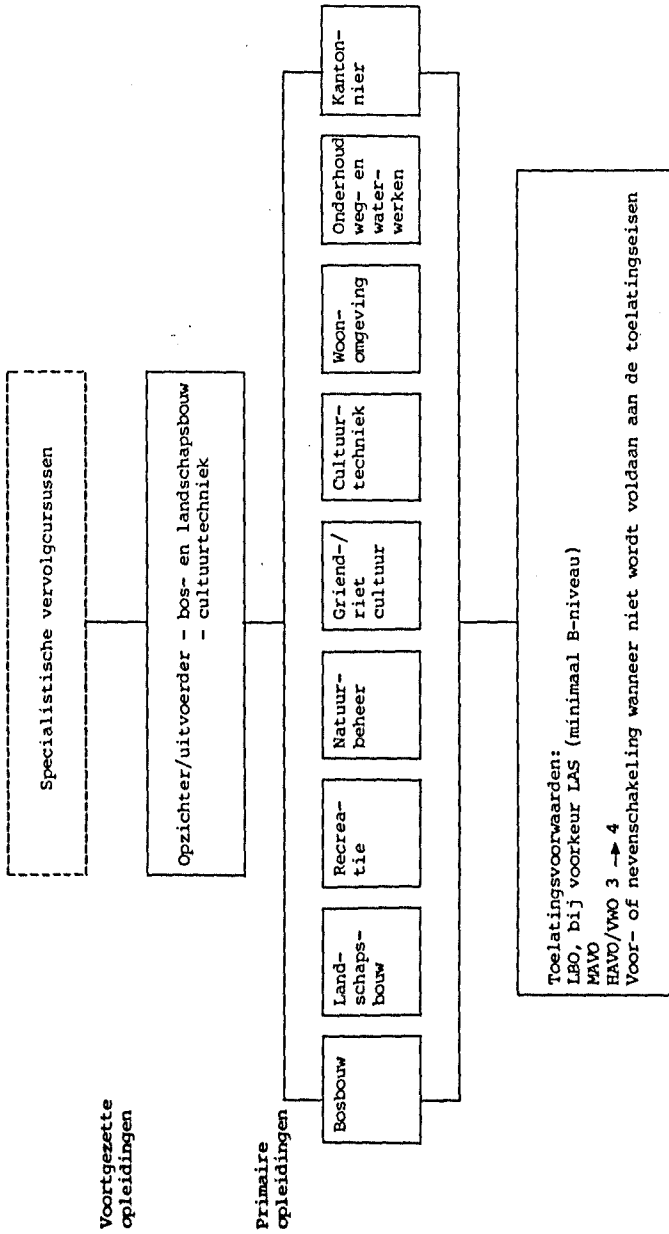 Specialistische vervolgcursussen
Voortgezette
opleidingen
Opzichter/uitvoerder - bos- en landschapsbouw
- cultuurtechniek
Primaire
opleidingen
Bosbouw
Land-
schaps-
bouw
Recrea-
tie
Natuur-
beheer
Griend-/
riet
cultuur
Cultuur-
techniek
Woon-
omgeving
Onderhoud
weg- en
water-
werken
Kanton-
nier
Toelatingsvoorwaarden:
LBO, bij voorkeur LAS (minimaal B-niveau)
MAVO
HAVO/VWO 3 → 4
Voor- of nevenschakeling wanneer niet wordt voldaan aan de toelatingseisen